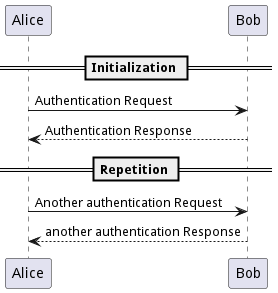 Alice Bob
Initialization
Authentication Request
Authentication Response
Repetition
Another authentication Request
another authentication Response
Alice Bob